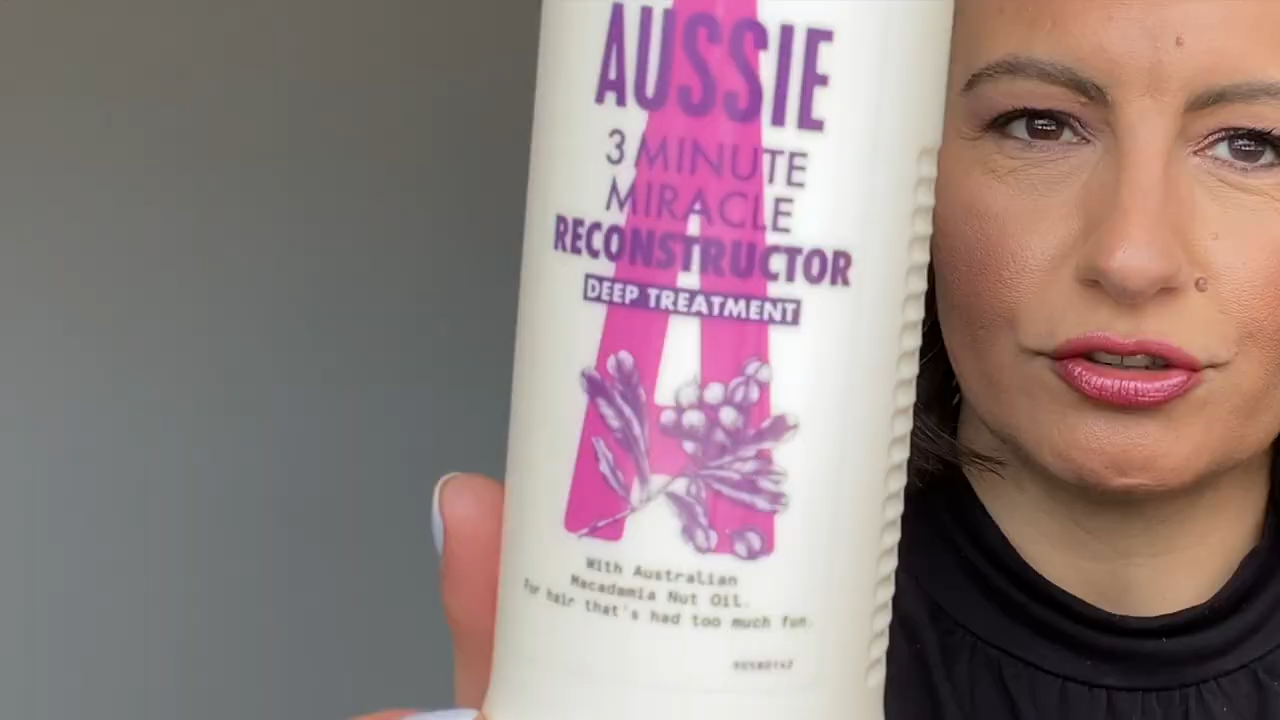 AUSSIE
3 MINUTE
MIRACLE
RECONSTRUCTOR
DEEP TREATMENT
With Australian
Macadamia Nut Oil.
For hair that's had too much fun.